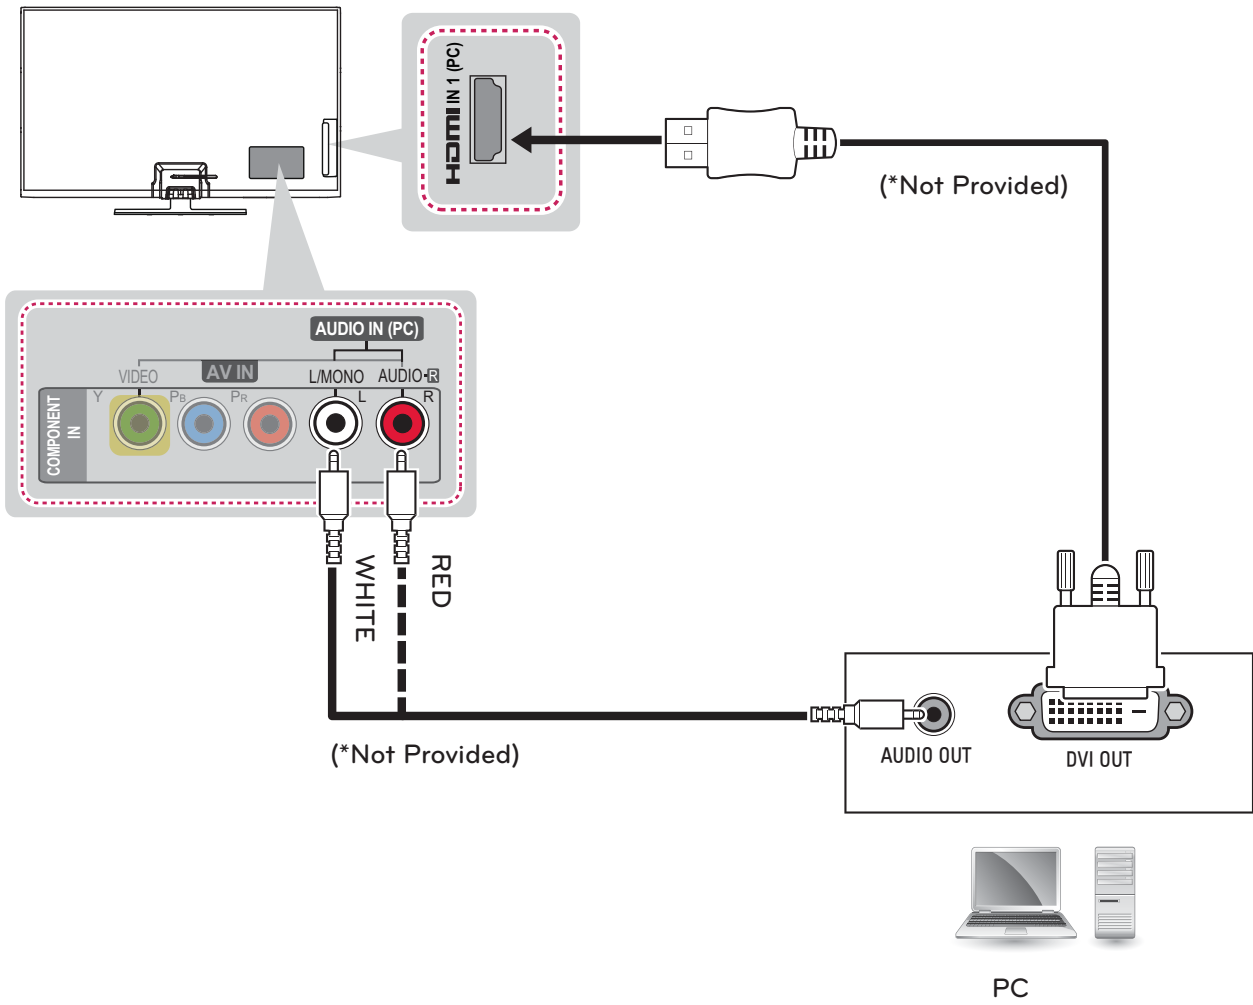 HDMI IN 1 (PC)
(*Not Provided)
AUDIO IN (PC)
AV IN
VIDEO
L/MONO
AUDIO-R
COMPONENT
IN
Y
PB
PR
L
R
WHITE
RED
(*Not Provided)
AUDIO OUT
DVI OUT
PC